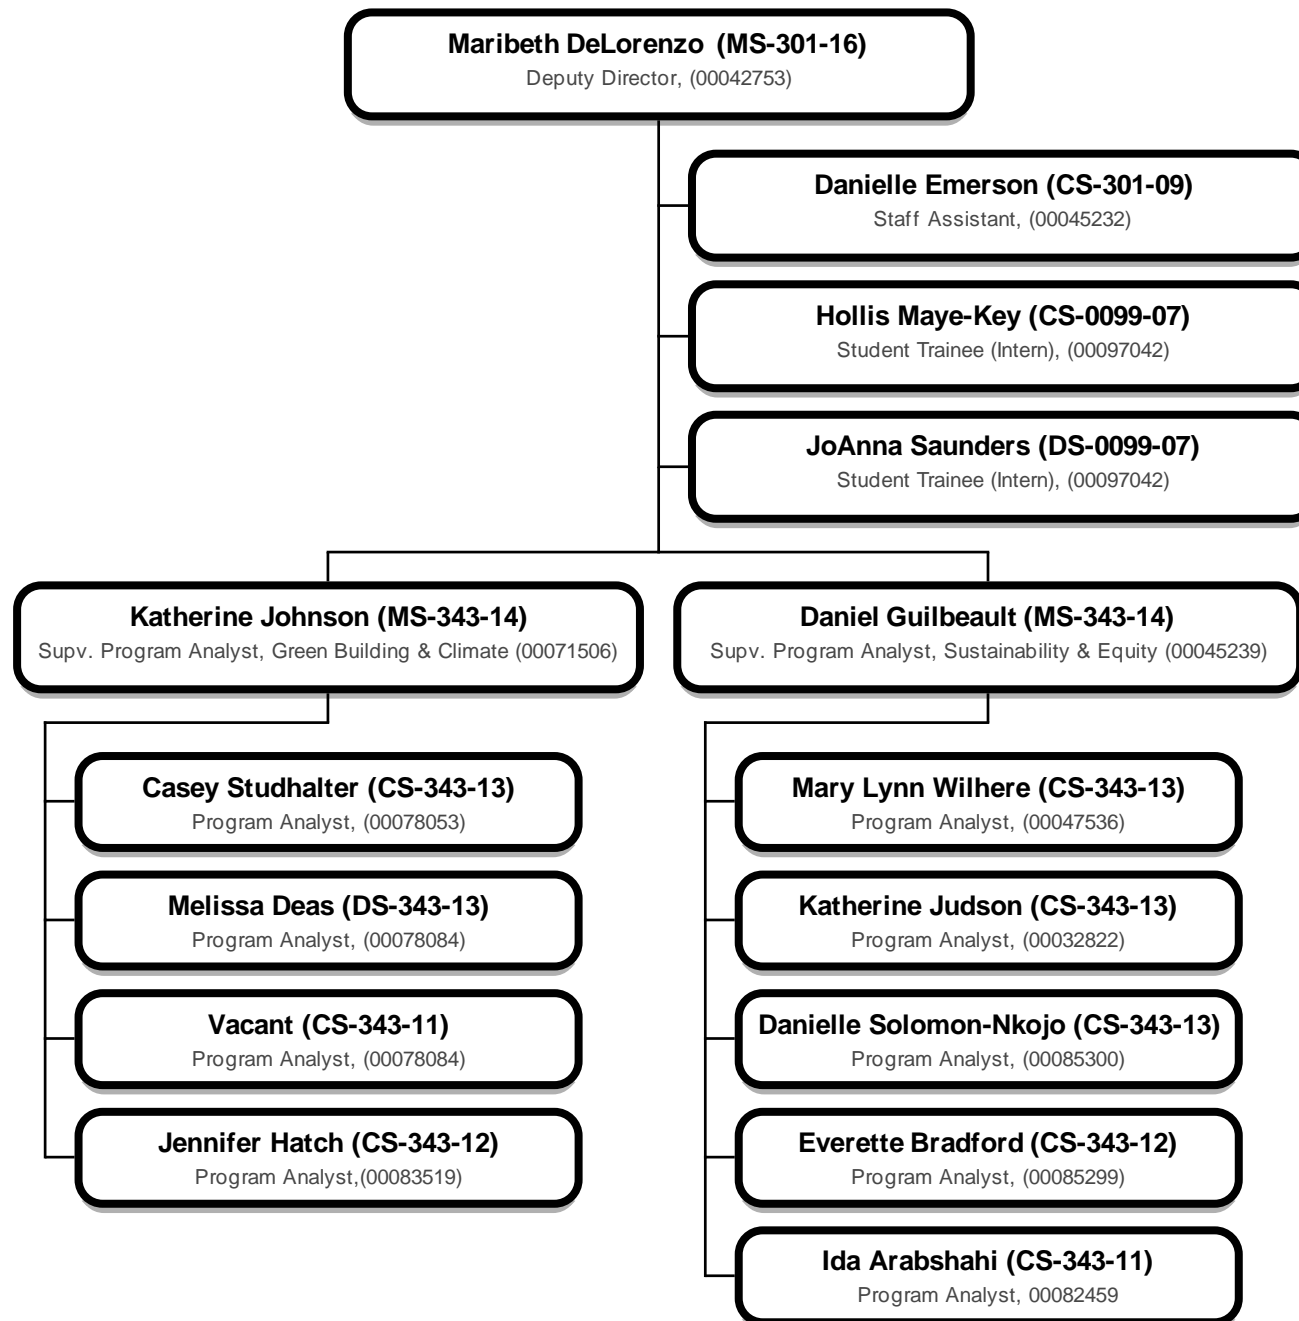 Maribeth DeLorenzo (MS-301-16)
Deputy Director, (00042753)
Danielle Emerson (CS-301-09)
Staff Assistant, (00045232)
Hollis Maye-Key (CS-0099-07)
Student Trainee (Intern), (00097042)
JoAnna Saunders (DS-0099-07)
Student Trainee (Intern), (00097042)
Katherine Johnson (MS-343-14)
Supv. Program Analyst, Green Building & Climate (00071506)
Daniel Guilbeault (MS-343-14)
Supv. Program Analyst, Sustainability & Equity (00045239)
Casey Studhalter (CS-343-13)
Program Analyst, (00078053)
Melissa Deas (DS-343-13)
Program Analyst, (00078084)
Vacant (CS-343-11)
Program Analyst, (00078084)
Jennifer Hatch (CS-343-12)
Program Analyst,(00083519)
Mary Lynn Wilhere (CS-343-13)
Program Analyst, (00047536)
Katherine Judson (CS-343-13)
Program Analyst, (00032822)
Danielle Solomon-Nkojo (CS-343-13)
Program Analyst, (00085300)
Everette Bradford (CS-343-12)
Program Analyst, (00085299)
Ida Arabshahi (CS-343-11)
Program Analyst, 00082459